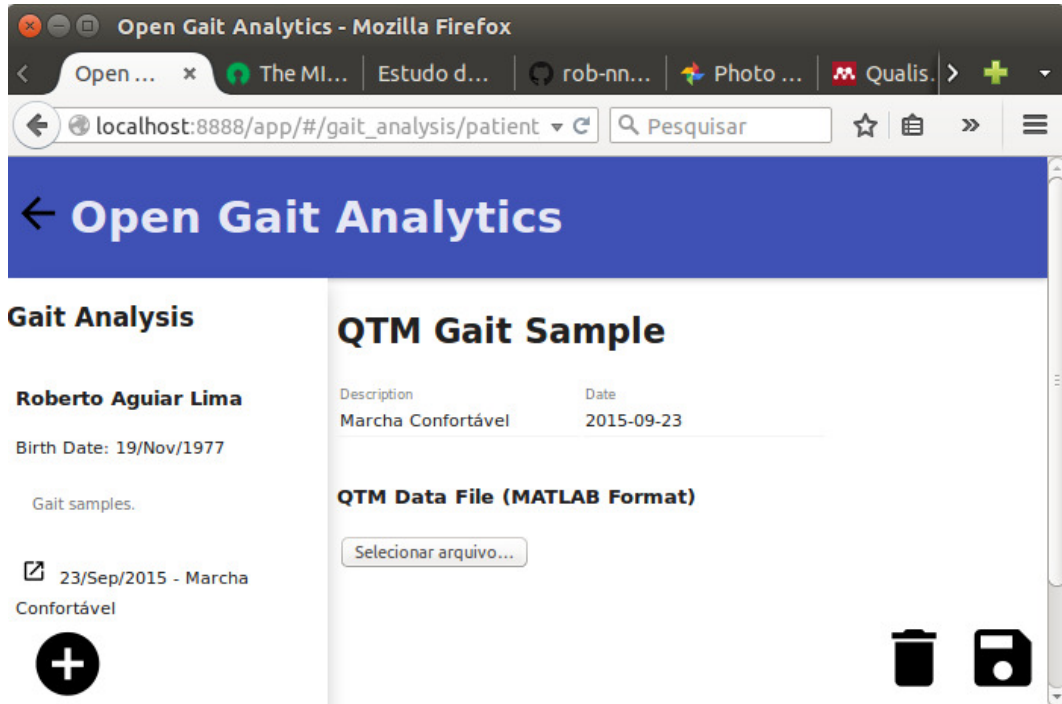 Open Gait Analytics - Mozilla Firefox
Open ... The MI... Estudo d... rob-nn... Photo ... Qualis.
localhost:8888/app/#/gait_analysis/patient Pesquisar
Open Gait Analytics
Gait Analysis
Roberto Aguiar Lima
Birth Date: 19/Nov/1977
Gait samples.
23/Sep/2015 - Marcha
Confortável
QTM Gait Sample
Description Date
Marcha Confortável 2015-09-23
QTM Data File (MATLAB Format)
Selecionar arquivo...